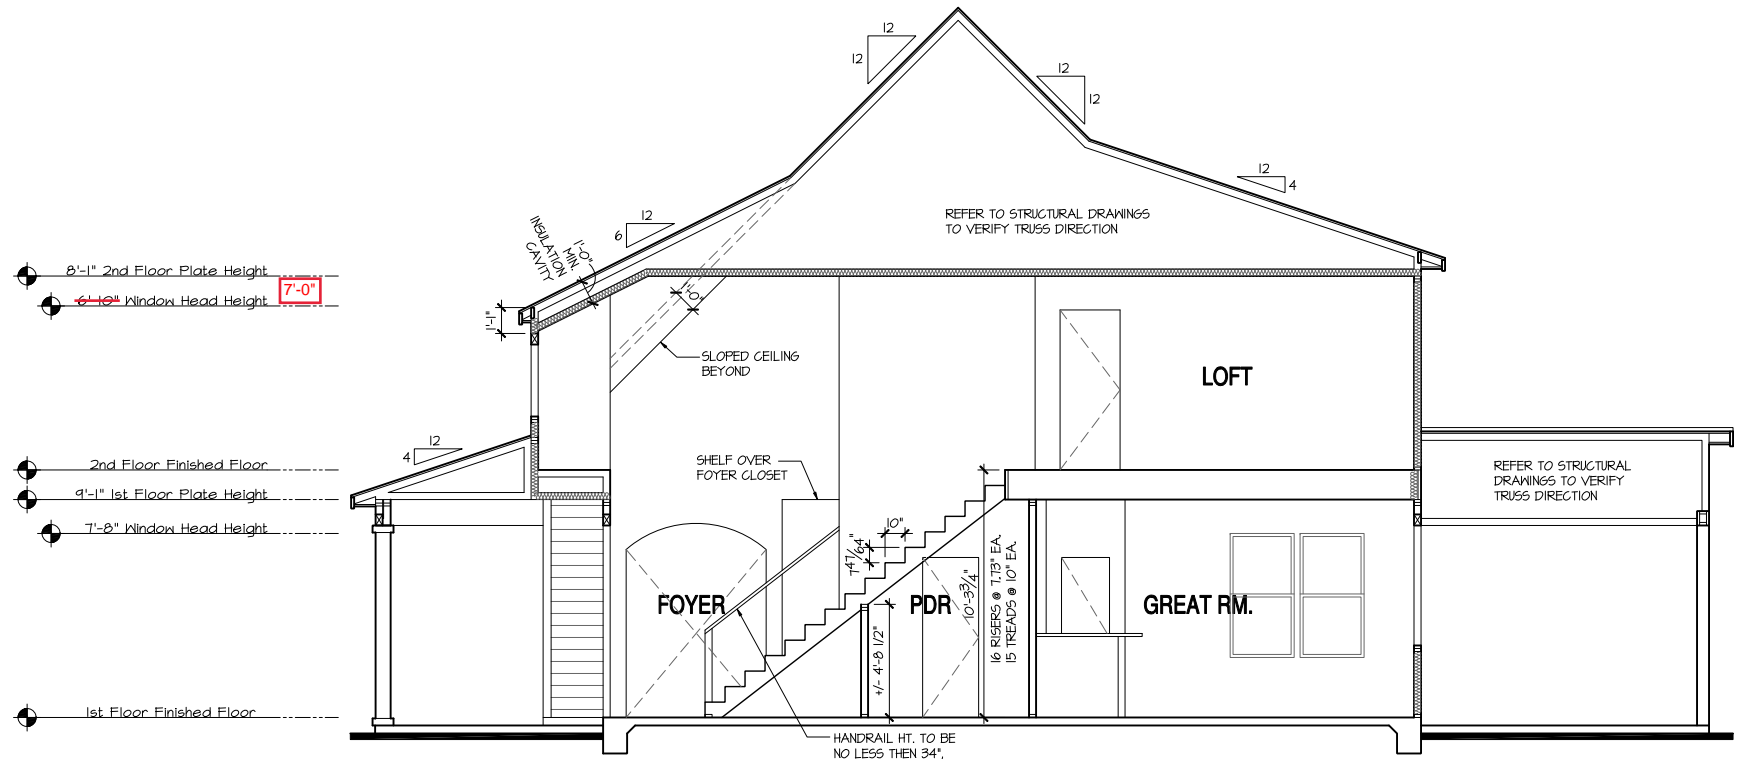 12
12
12
12
12
4
12
6
INSULATION
CAVITY
1'-0"
MIN.
REFER TO STRUCTURAL DRAWINGS
TO VERIFY TRUSS DIRECTION
8'-1" 2nd Floor Plate Height
6'-10" Window Head Height
7'-0"
1'-1"
1'-0"
SLOPED CEILING
BEYOND
LOFT
12
4
2nd Floor Finished Floor
9'-1" 1st Floor Plate Height
7'-8" Window Head Height
SHELF OVER
FOYER CLOSET
REFER TO STRUCTURAL
DRAWINGS TO VERIFY
TRUSS DIRECTION
10"
7 47/64"
10'-3 3/4"
16 RISERS @ 7.73" EA.
15 TREADS @ 10" EA.
FOYER
PDR
GREAT RM.
+/- 4'-8 1/2"
1st Floor Finished Floor
HANDRAIL HT. TO BE
NO LESS THEN 34",